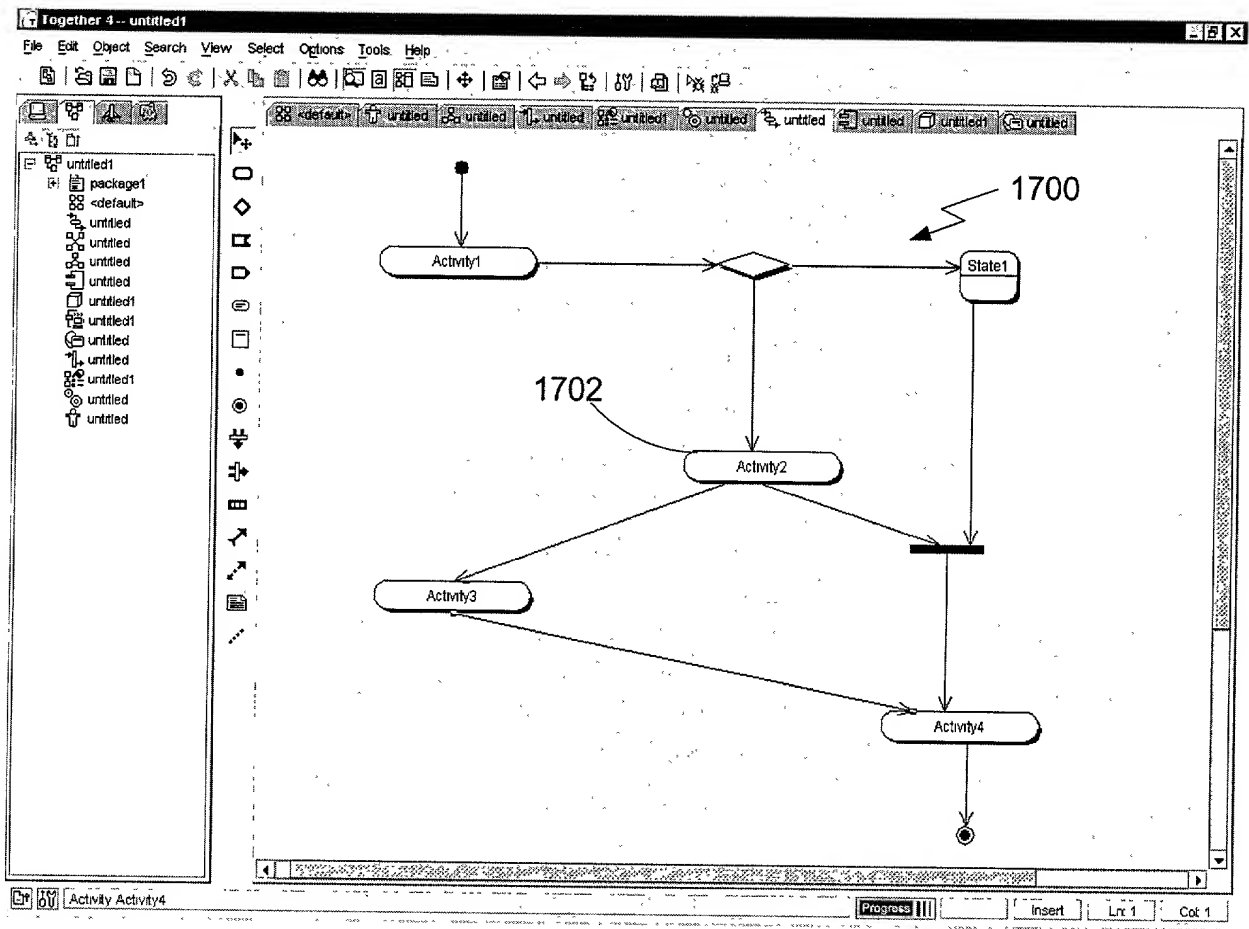 Together 4 -- untitled1
File Edit Object Search View Select Options Tools Help
<default> untitled untitled untitled untitled1 untitled untitled untitled untitled1 untitled
untitled1
package1
<default>
untitled
untitled
untitled
untitled
untitled1
untitled1
untitled
untitled
untitled1
untitled
untitled
1700
Activity1
State1
1702
Activity2
Activity3
Activity4
Activity Activity4
Progress Insert Ln: 1 Col: 1